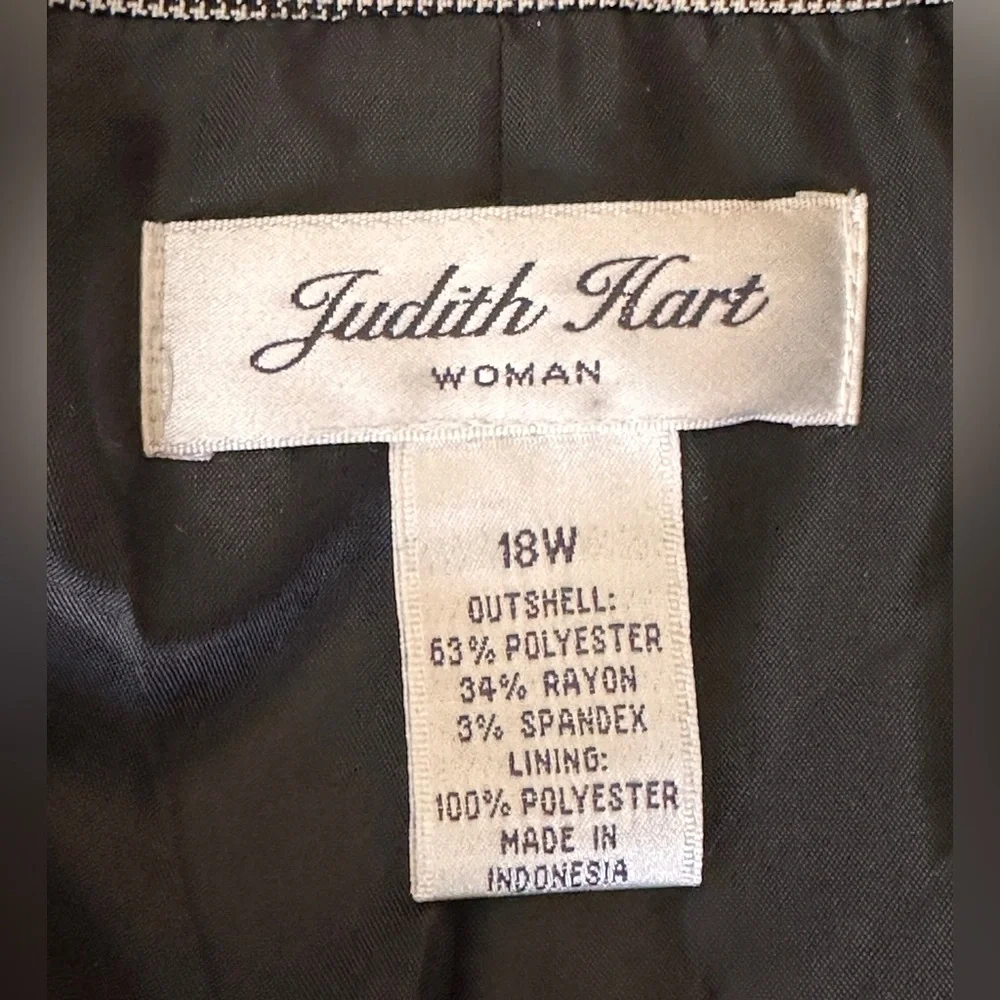 Judith Hart
WOMAN
18W
OUTSHELL:
63% POLYESTER
34% RAYON
3% SPANDEX
LINING:
100% POLYESTER
MADE IN
INDONESIA